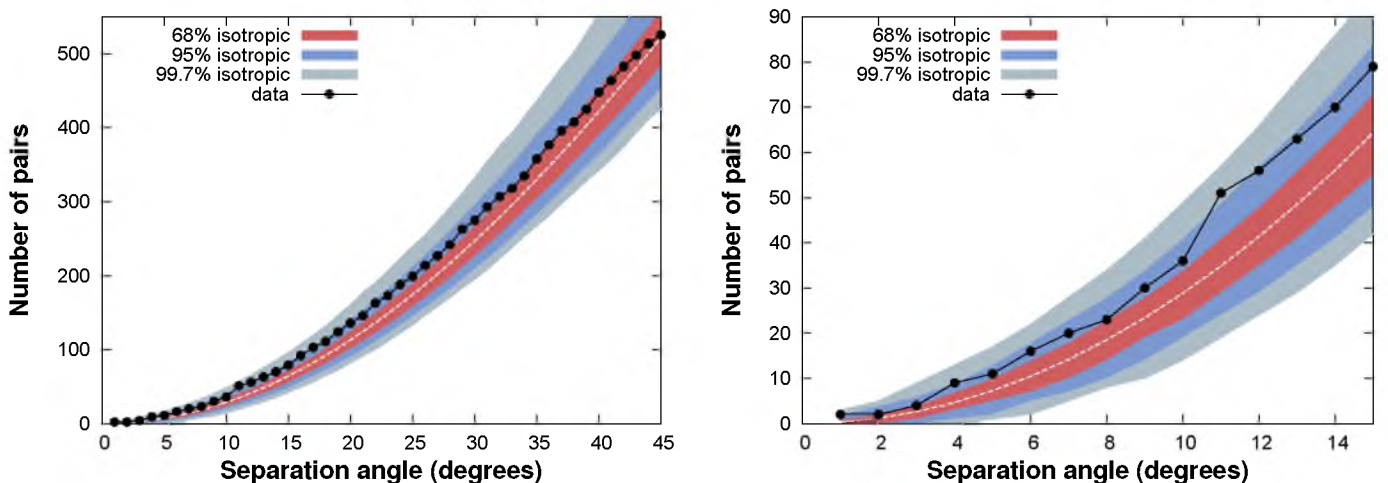 68% isotropic
95% isotropic
99.7% isotropic
data
Number of pairs
500
400
300
200
100
0
0 5 10 15 20 25 30 35 40 45
Separation angle (degrees)
68% isotropic
95% isotropic
99.7% isotropic
data
Number of pairs
90
80
70
60
50
40
30
20
10
0
0 2 4 6 8 10 12 14
Separation angle (degrees)